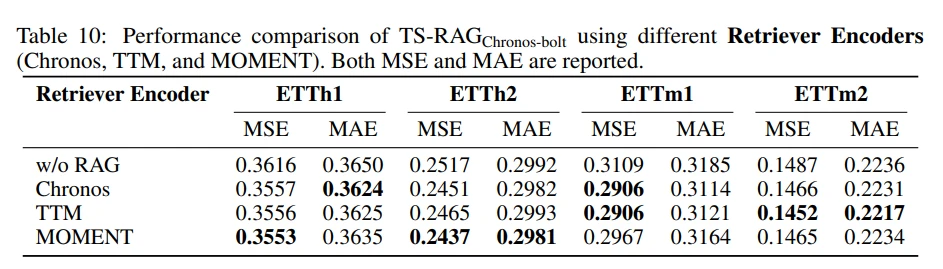 Table 10: Performance comparison of TS-RAGChronos-bolt using different Retriever Encoders
(Chronos, TTM, and MOMENT). Both MSE and MAE are reported.
Retriever Encoder ETTh1 ETTh2 ETTm1 ETTm2
MSE MAE MSE MAE MSE MAE MSE MAE
w/o RAG 0.3616 0.3650 0.2517 0.2992 0.3109 0.3185 0.1487 0.2236
Chronos 0.3557 0.3624 0.2451 0.2982 0.2906 0.3114 0.1466 0.2231
TTM 0.3556 0.3625 0.2465 0.2993 0.2906 0.3121 0.1452 0.2217
MOMENT 0.3553 0.3635 0.2437 0.2981 0.2967 0.3164 0.1465 0.2234